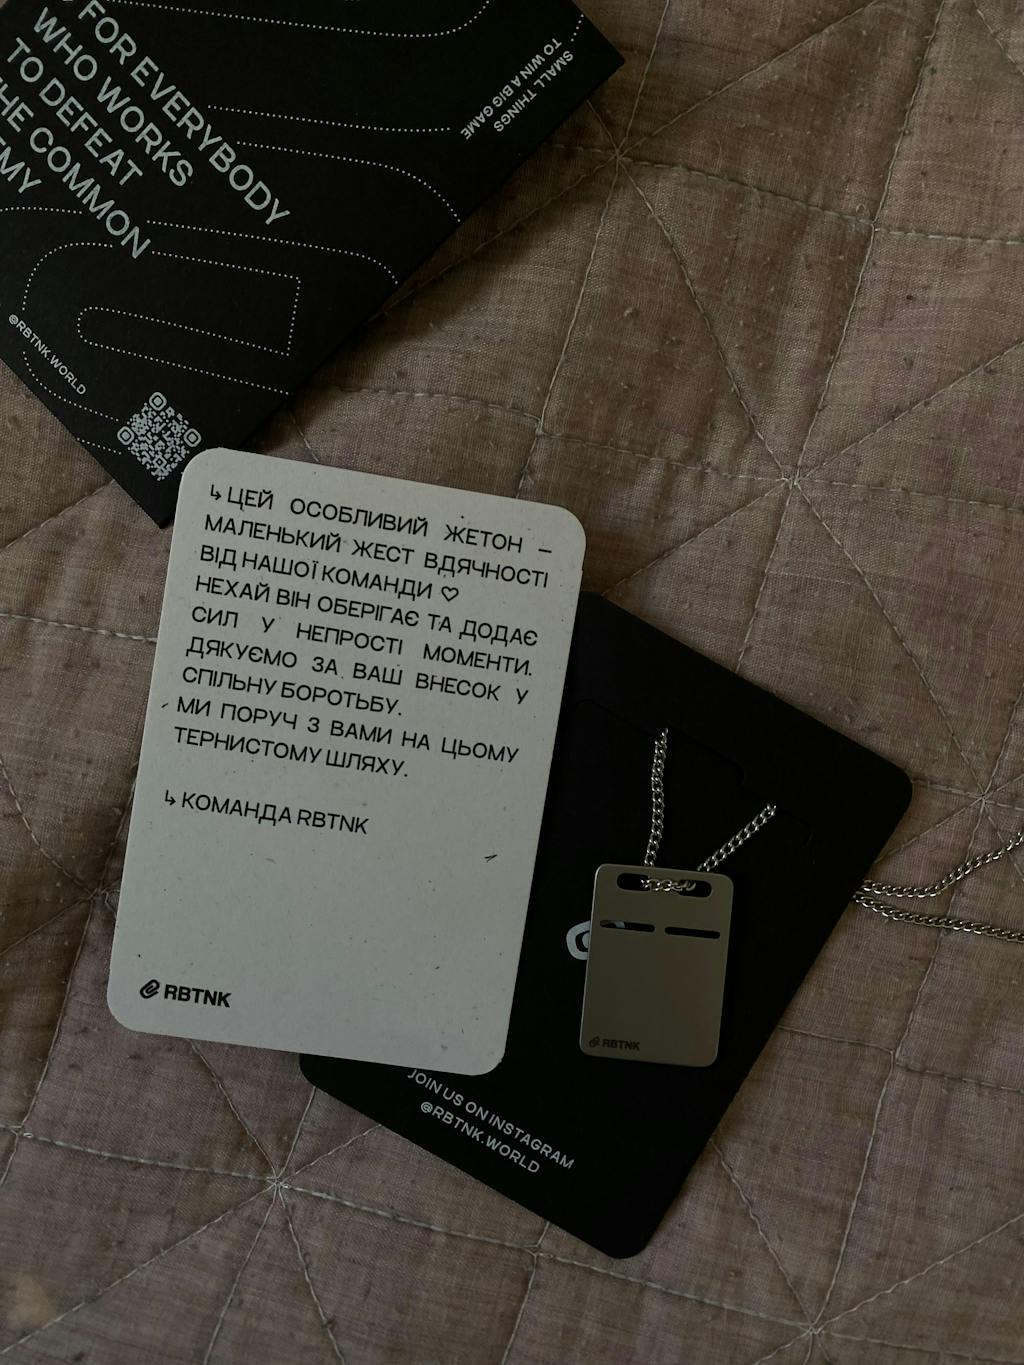 FOR EVERYBODY
WHO WORKS
TO DEFEAT
THE COMMON
SMALL THINGS
TO WIN A BIG GAME
@RBTNK.WORLD
↳ ЦЕЙ ОСОБЛИВИЙ ЖЕТОН –
МАЛЕНЬКИЙ ЖЕСТ ВДЯЧНОСТІ
ВІД НАШОЇ КОМАНДИ ♡
НЕХАЙ ВІН ОБЕРІГАЄ ТА ДОДАЄ
СИЛ У НЕПРОСТІ МОМЕНТИ.
ДЯКУЄМО ЗА ВАШ ВНЕСОК У
СПІЛЬНУ БОРОТЬБУ.
МИ ПОРУЧ З ВАМИ НА ЦЬОМУ
ТЕРНИСТОМУ ШЛЯХУ.
↳ КОМАНДА RBTNK
RBTNK
RBTNK
JOIN US ON INSTAGRAM
@RBTNK.WORLD